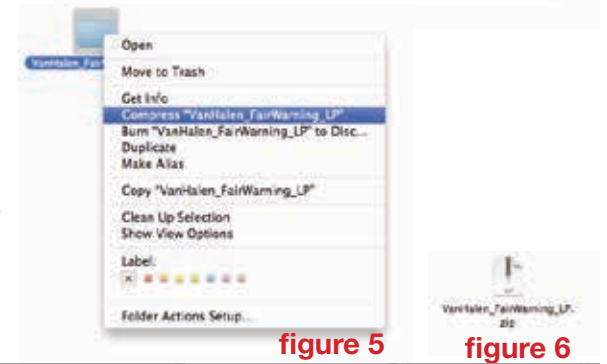 Open
VanHalen_Fai
Move to Trash
Get Info
Compress "VanHalen_FairWarning_LP"
Burn "VanHalen_FairWarning_LP" to Disc...
Duplicate
Make Alias
Copy "VanHalen_FairWarning_LP"
Clean Up Selection
Show View Options
Label:
x
Folder Actions Setup...
figure 5
VanHalen_FairWarning_LP.
zip
figure 6